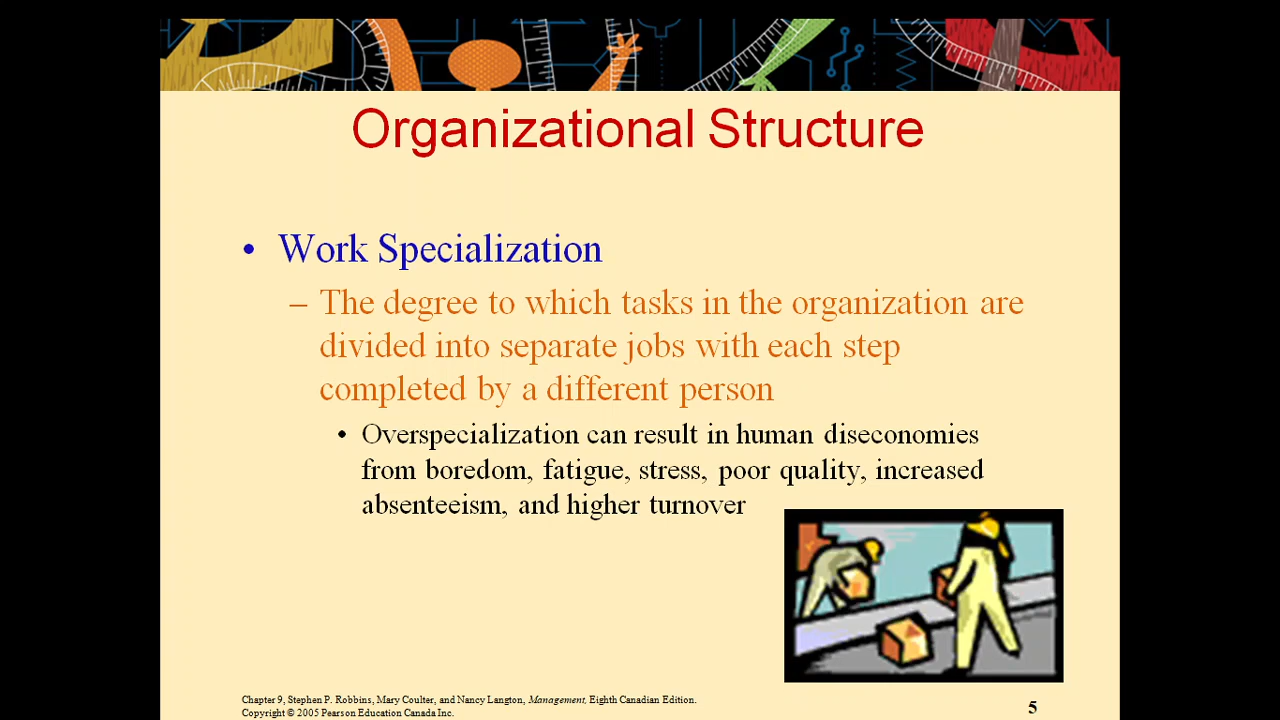 Organizational Structure
• Work Specialization
– The degree to which tasks in the organization are
divided into separate jobs with each step
completed by a different person
• Overspecialization can result in human diseconomies
from boredom, fatigue, stress, poor quality, increased
absenteeism, and higher turnover
Chapter 9, Stephen P. Robbins, Mary Coulter, and Nancy Langton, Management, Eighth Canadian Edition.
Copyright © 2005 Pearson Education Canada Inc.
5